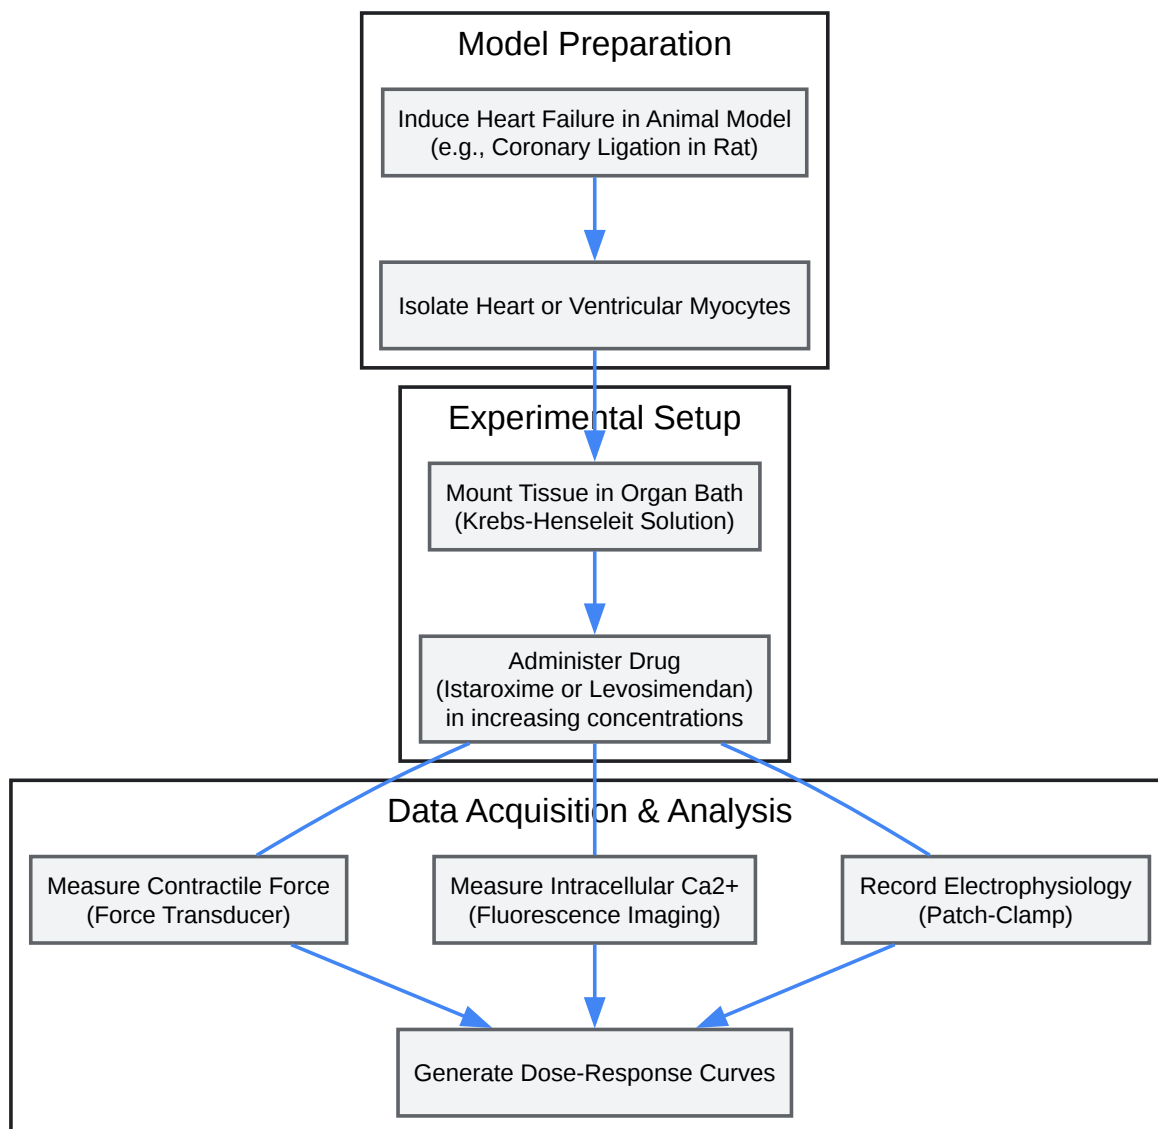 Model Preparation
Induce Heart Failure in Animal Model
(e.g., Coronary Ligation in Rat)
Isolate Heart or Ventricular Myocytes
Experimental Setup
Mount Tissue in Organ Bath
(Krebs-Henseleit Solution)
Administer Drug
(Istaroxime or Levosimendan)
in increasing concentrations
Data Acquisition & Analysis
Measure Contractile Force
(Force Transducer)
Measure Intracellular Ca2+
(Fluorescence Imaging)
Record Electrophysiology
(Patch-Clamp)
Generate Dose-Response Curves